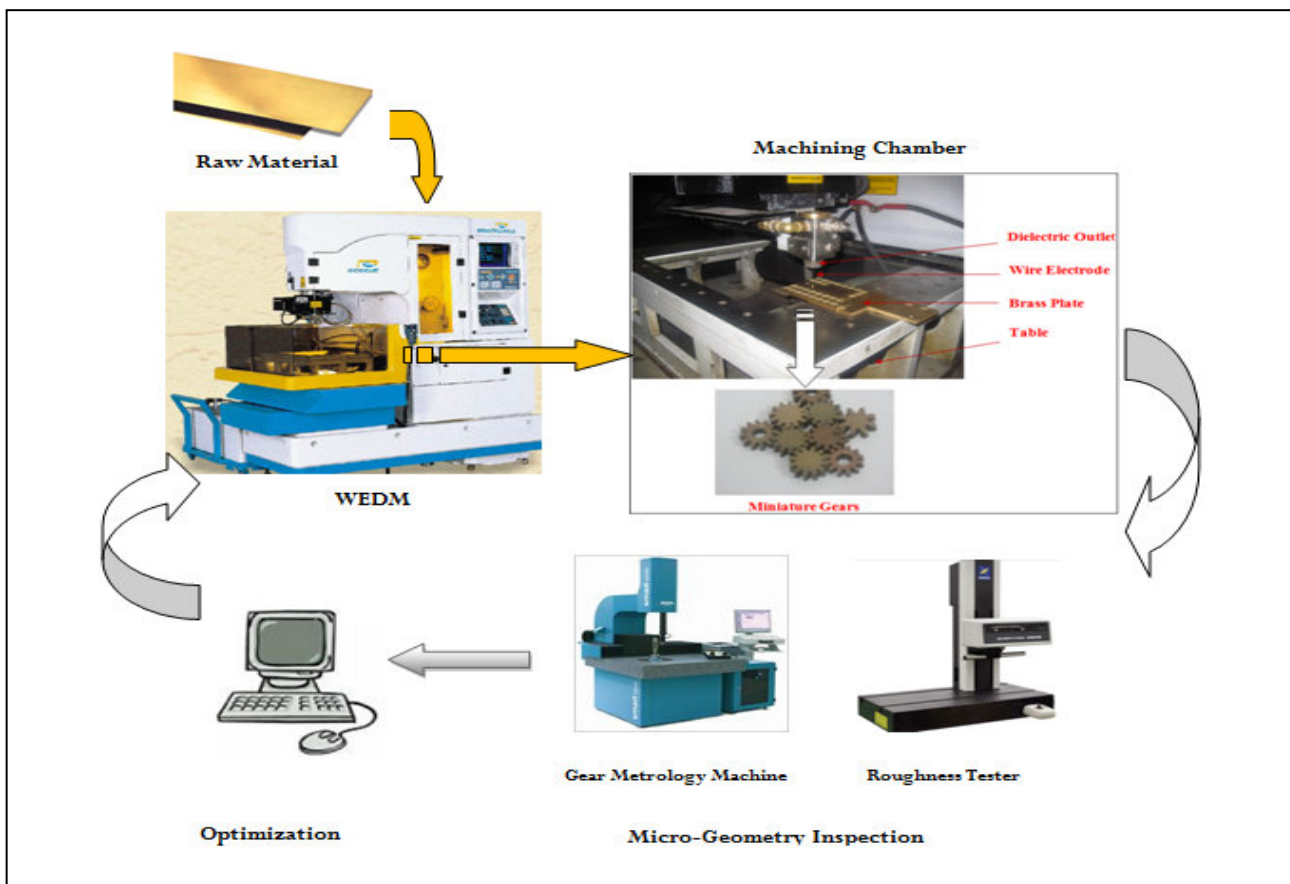 Raw Material
Machining Chamber
Dielectric Outlet
Wire Electrode
Brass Plate
Table
WEDM
Miniature Gears
Gear Metrology Machine
Roughness Tester
Optimization
Micro-Geometry Inspection